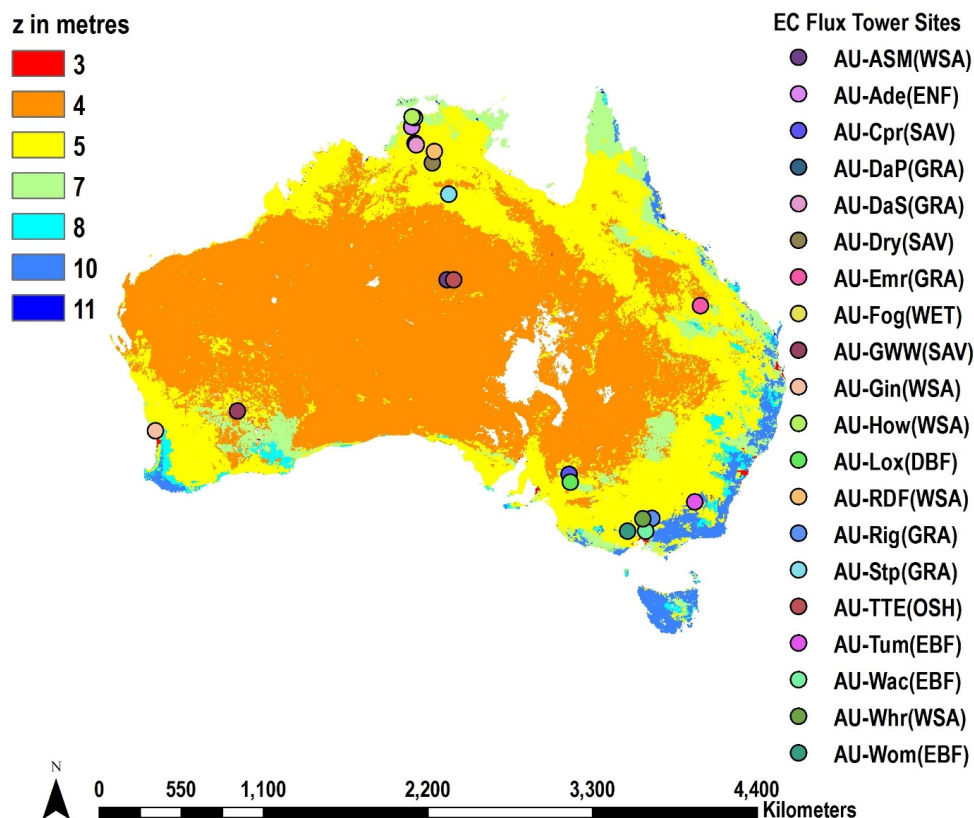 z in metres
3
4
5
7
8
10
11
EC Flux Tower Sites
AU-ASM(WSA)
AU-Ade(ENF)
AU-Cpr(SAV)
AU-DaP(GRA)
AU-DaS(GRA)
AU-Dry(SAV)
AU-Emr(GRA)
AU-Fog(WET)
AU-GWW(SAV)
AU-Gin(WSA)
AU-How(WSA)
AU-Lox(DBF)
AU-RDF(WSA)
AU-Rig(GRA)
AU-Stp(GRA)
AU-TTE(OSH)
AU-Tum(EBF)
AU-Wac(EBF)
AU-Whr(WSA)
AU-Wom(EBF)
N
0 550 1,100 2,200 3,300 4,400
Kilometers